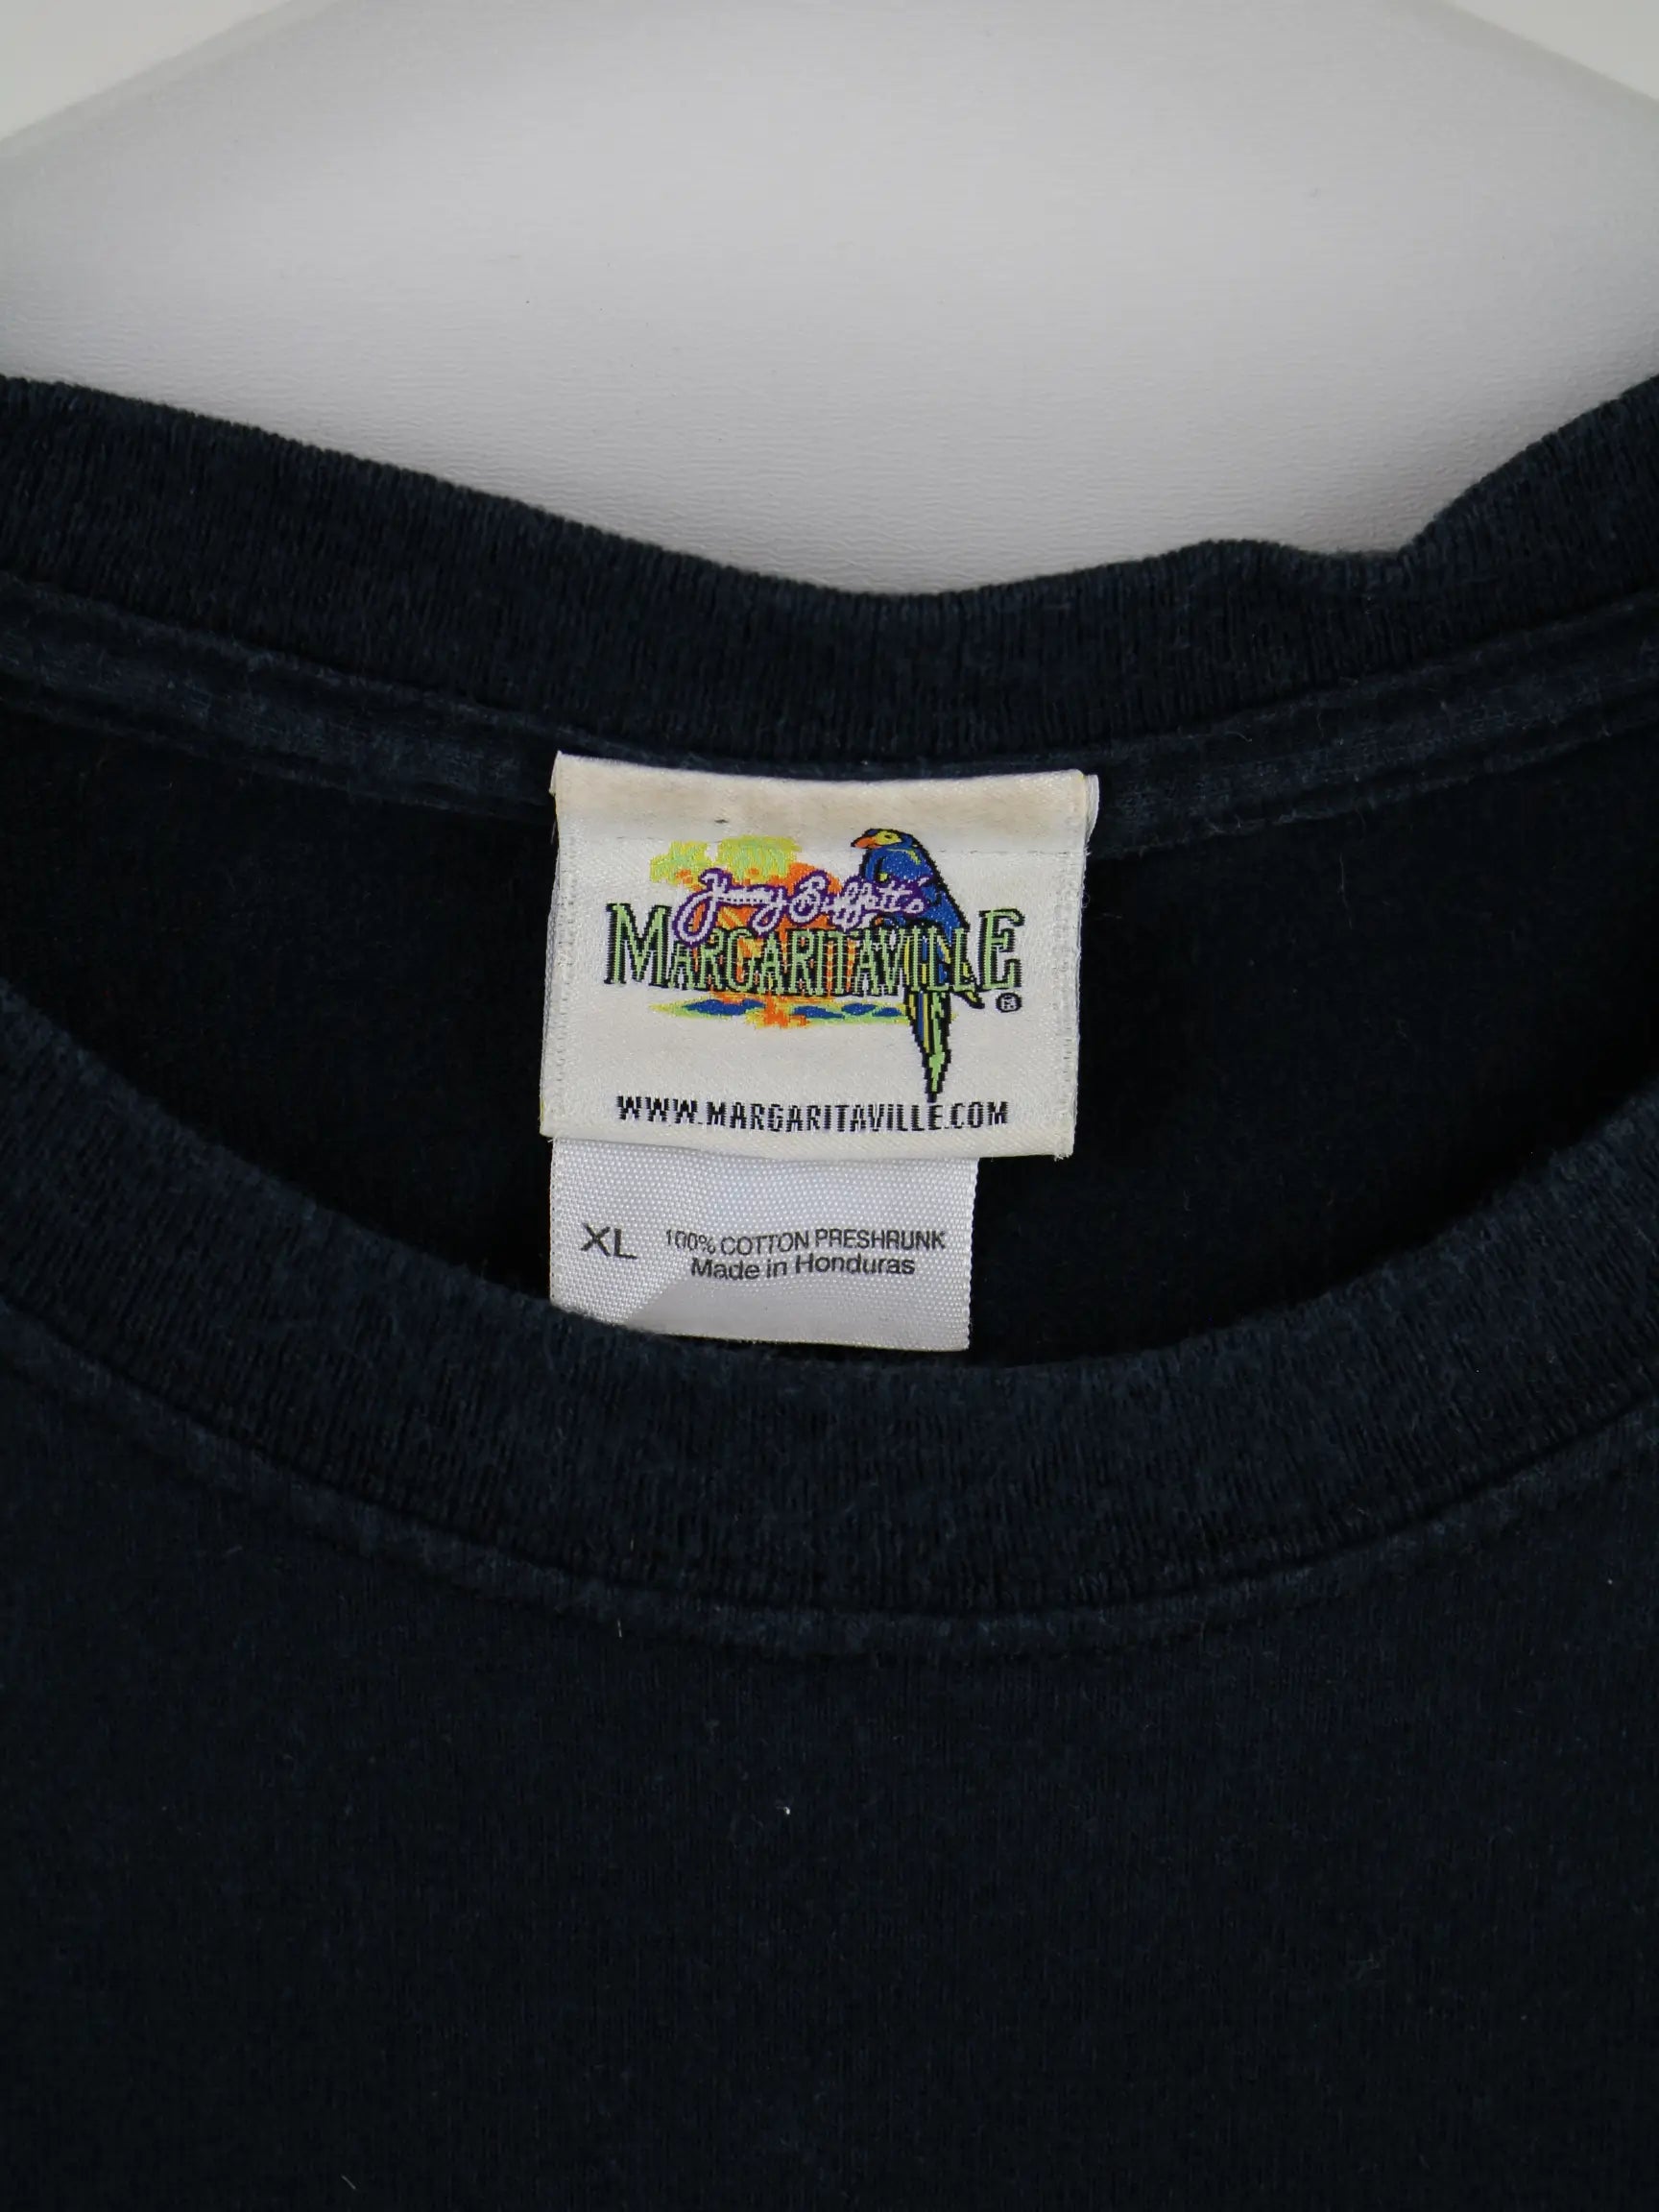 Jimmy Buffett's
MARGARITAVILLE®
WWW.MARGARITAVILLE.COM
XL 100% COTTON PRESHRUNK
Made in Honduras